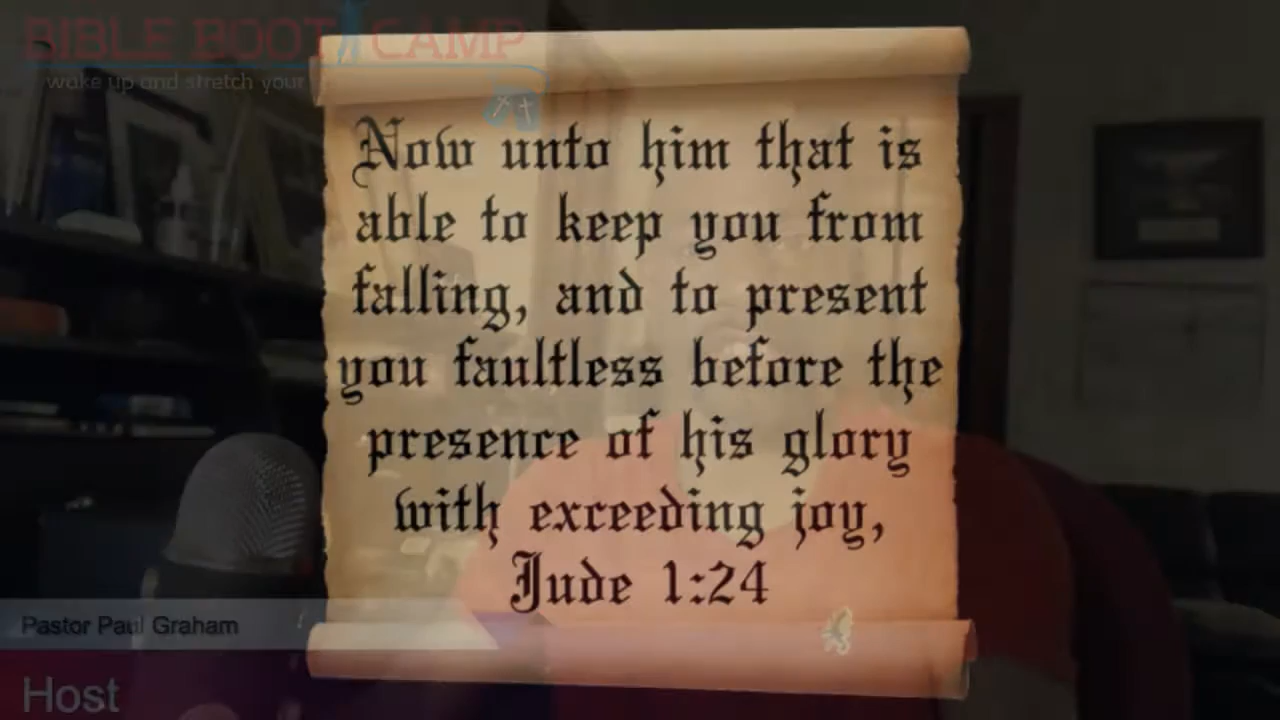 BIBLE BOOT CAMP
wake up and stretch your
Now unto him that is
able to keep you from
falling, and to present
you faultless before the
presence of his glory
with exceeding joy,
Jude 1:24
Pastor Paul Graham
Host